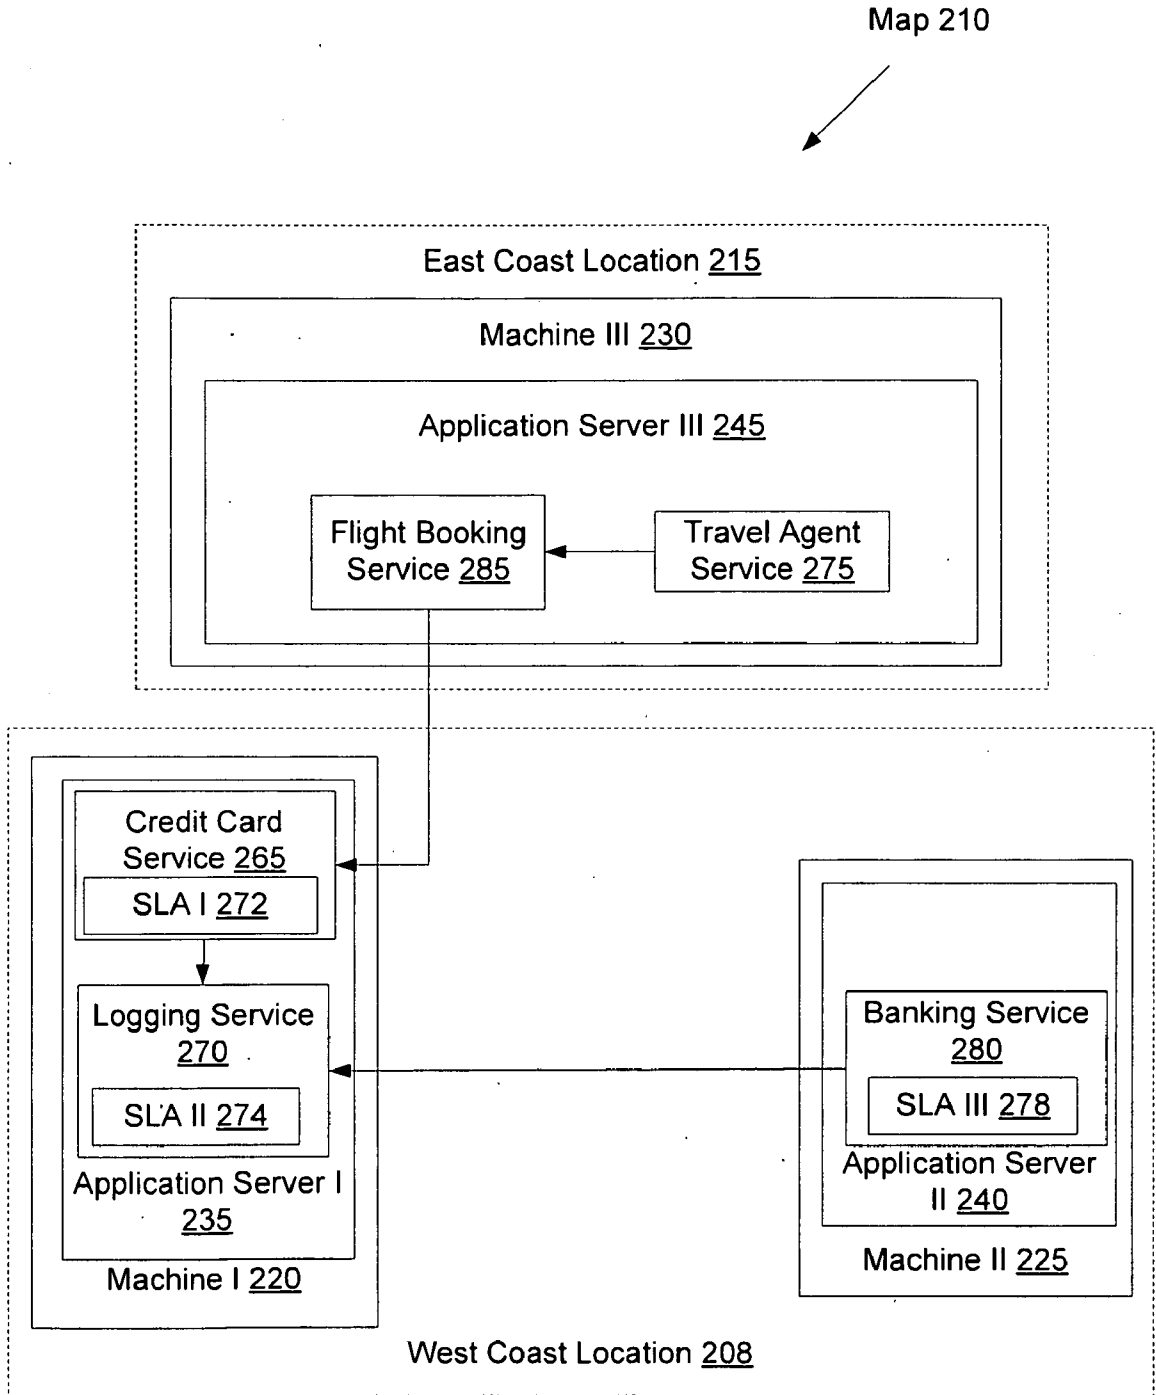 Map 210
East Coast Location 215
Machine III 230
Application Server III 245
Flight Booking
Service 285
Travel Agent
Service 275
Credit Card
Service 265
SLA I 272
Logging Service
270
SLA II 274
Application Server I
235
Machine I 220
Banking Service
280
SLA III 278
Application Server
II 240
Machine II 225
West Coast Location 208